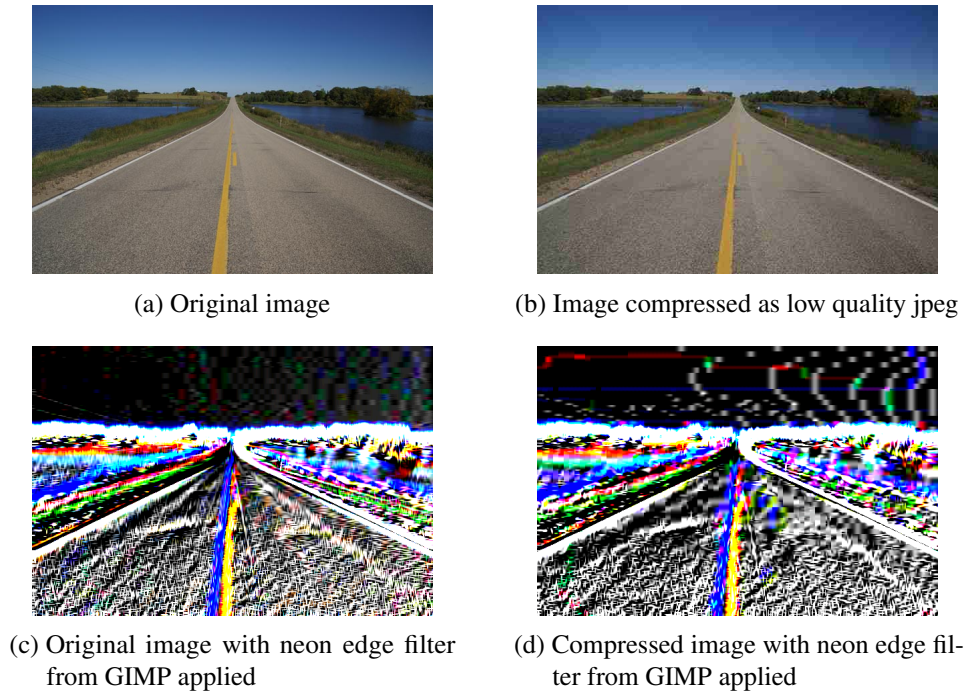 (a) Original image
(b) Image compressed as low quality jpeg
(c) Original image with neon edge filter
from GIMP applied
(d) Compressed image with neon edge fil-
ter from GIMP applied